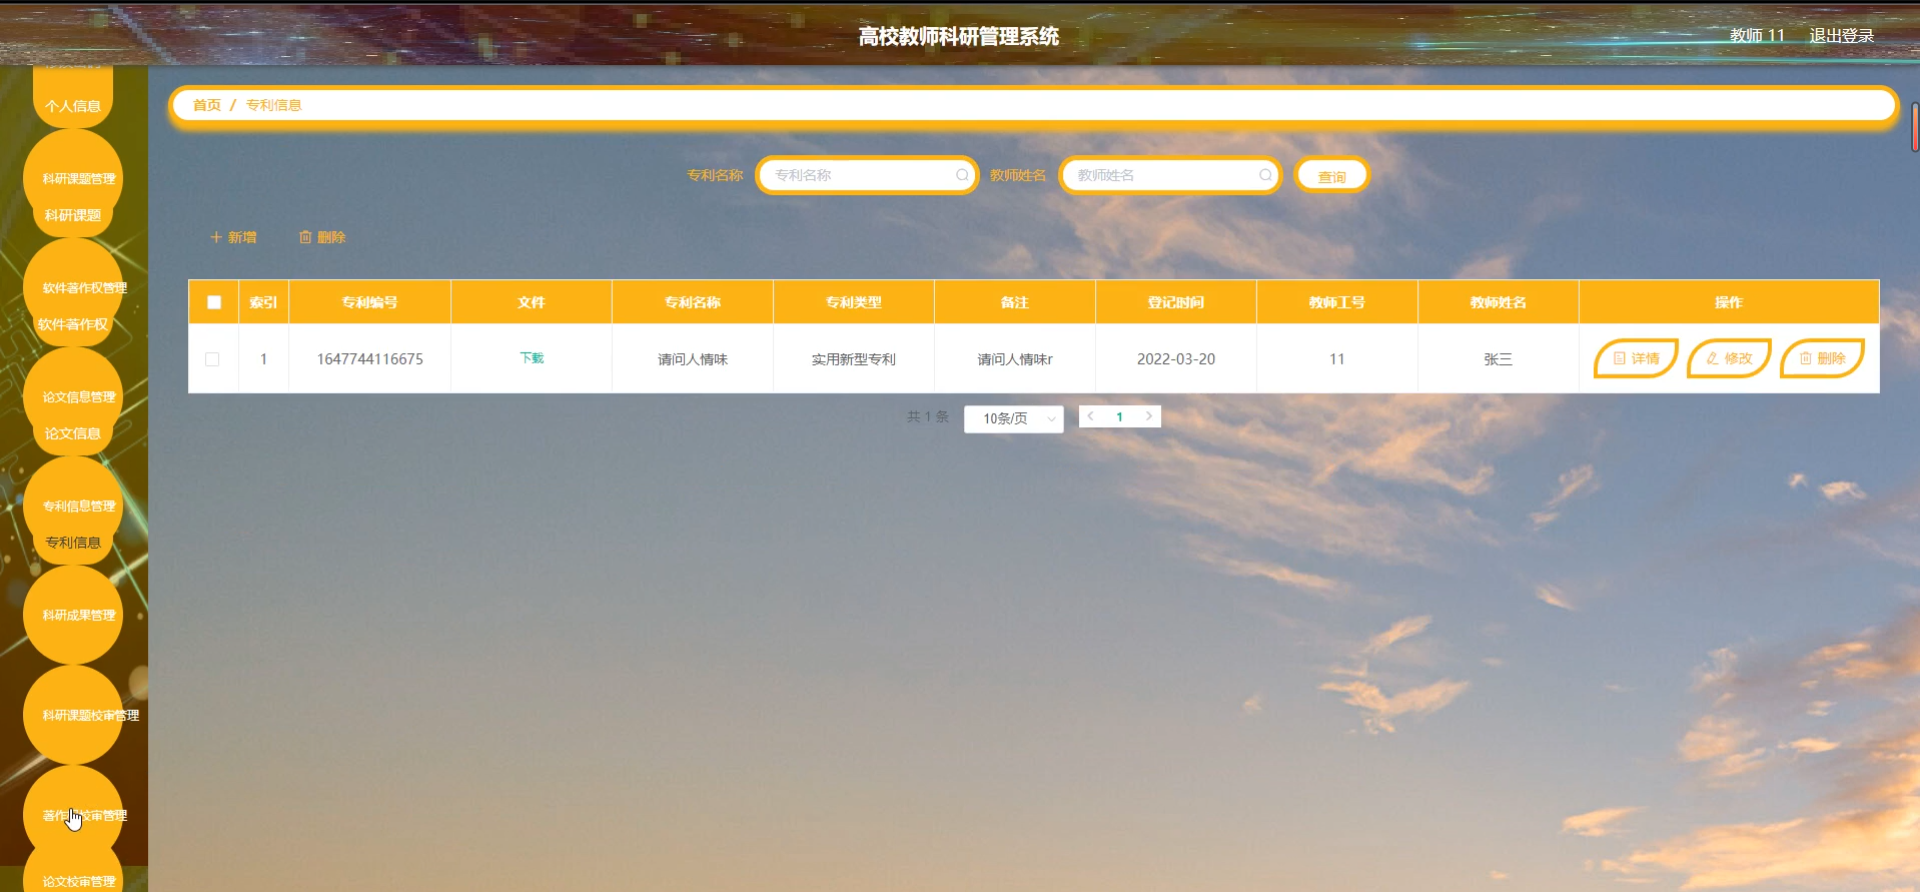 高校教师科研管理系统
教师 11 退出登录
个人信息
科研课题管理
科研课题
软件著作权管理
软件著作权
论文信息管理
论文信息
专利信息管理
专利信息
科研成果管理
科研课题校审管理
著作 校审管理
论文校审管理
首页 / 专利信息
专利名称 专利名称 教师姓名 教师姓名 查询
新增 删除
索引 专利编号 文件 专利名称 专利类型 备注 登记时间 教师工号 教师姓名 操作
1 1647744116675 下载 请问人情味 实用新型专利 请问人情味r 2022-03-20 11 张三 详情 修改 删除
共 1 条 10条/页 1